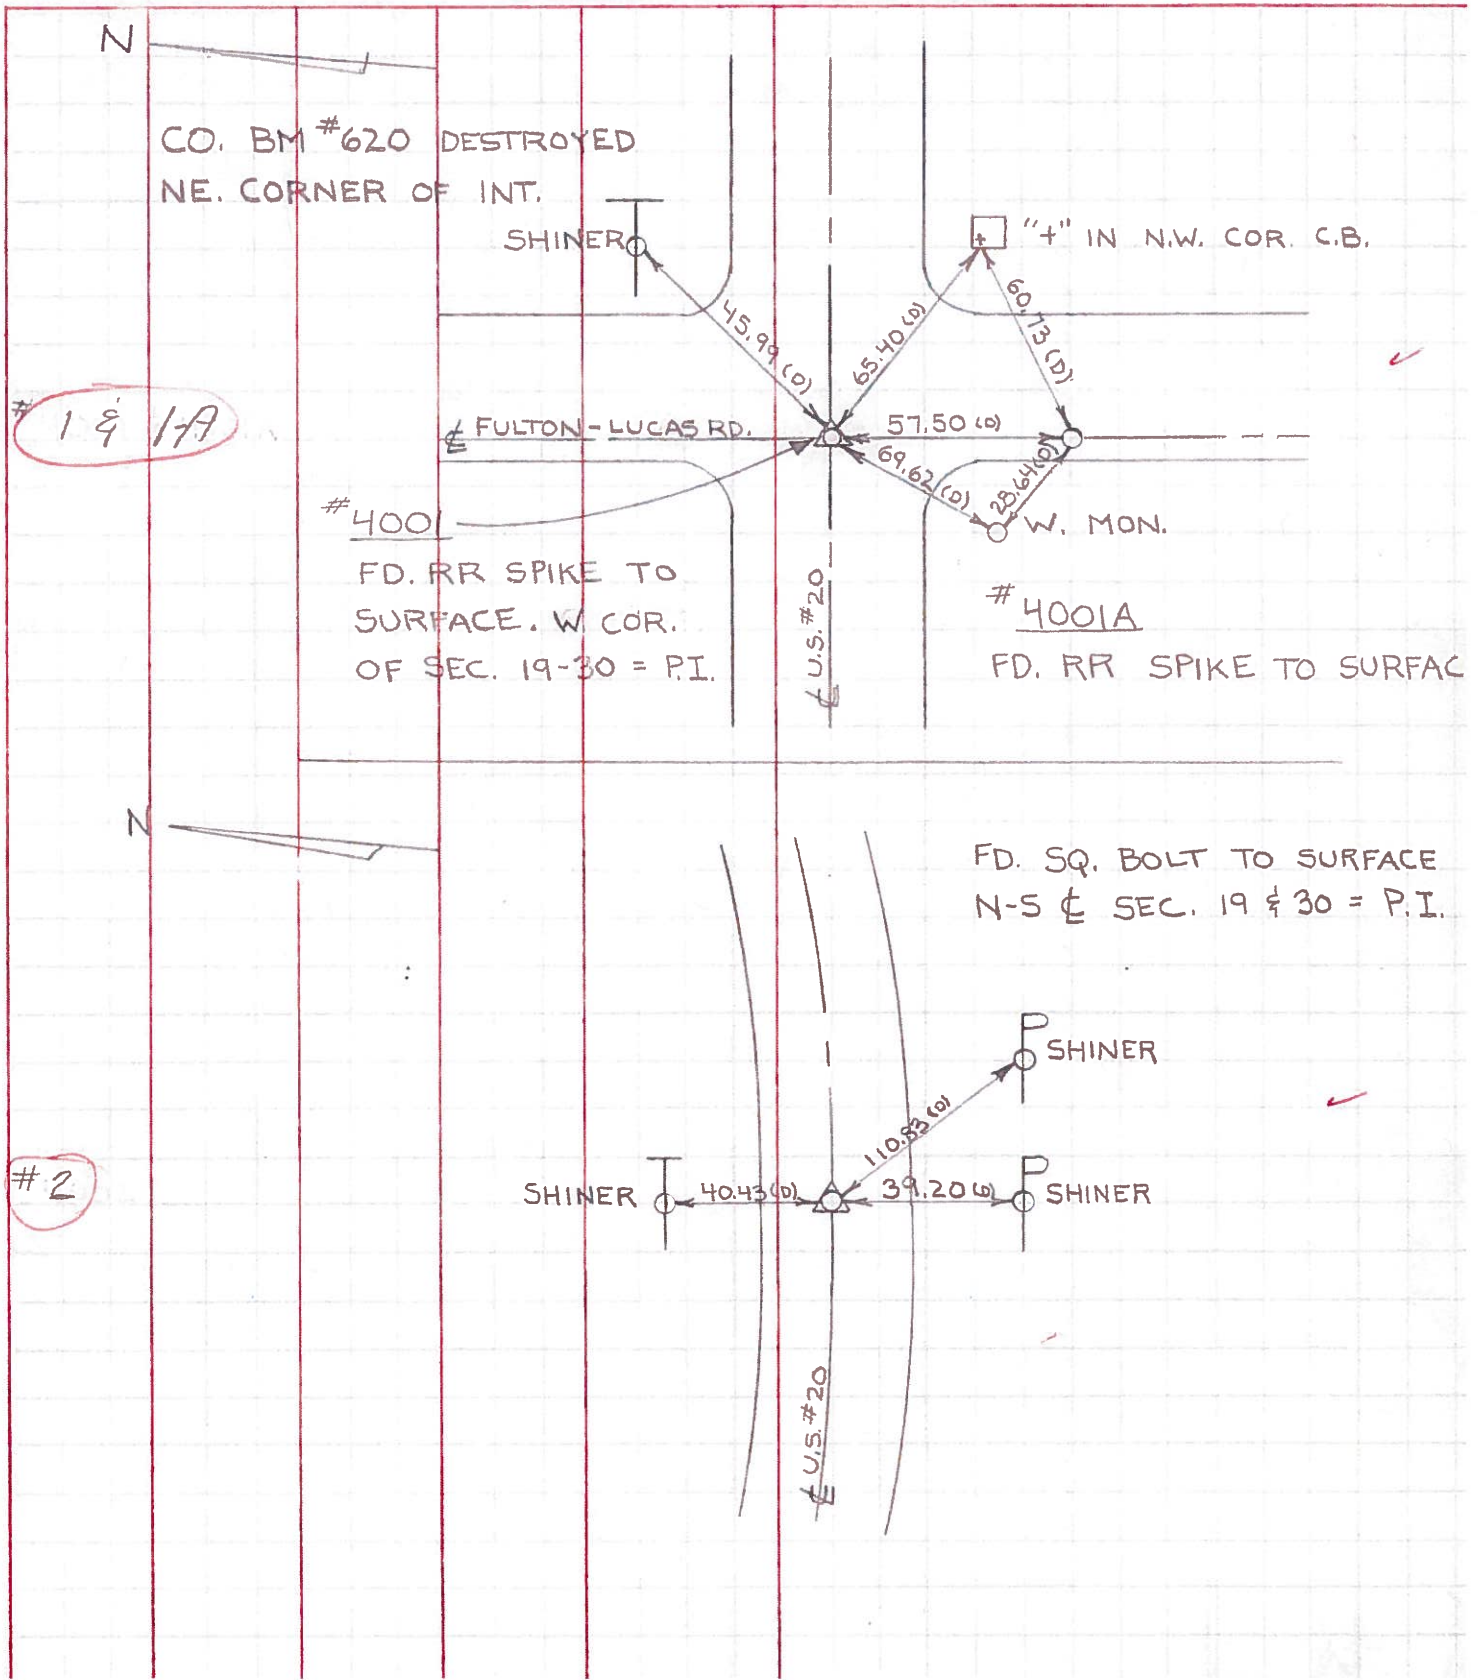 N
CO. BM #620 DESTROYED
NE. CORNER OF INT.
SHINER
"+" IN N.W. COR. C.B.
45.99 (D)
65.40 (D)
60.73 (D)
# 1 & 1-A
℄ FULTON-LUCAS RD.
57.50 (D)
69.62 (D)
28.64 (D)
W. MON.
#4001
FD. RR SPIKE TO
SURFACE. W COR.
OF SEC. 19-30 = P.I.
℄ U.S. #20
# 4001A
FD. RR SPIKE TO SURFAC
N
FD. SQ. BOLT TO SURFACE
N-S ℄ SEC. 19 & 30 = P.I.
SHINER
110.83 (D)
#2
SHINER
40.43 (D)
39.20 (D)
SHINER
℄ U.S. #20